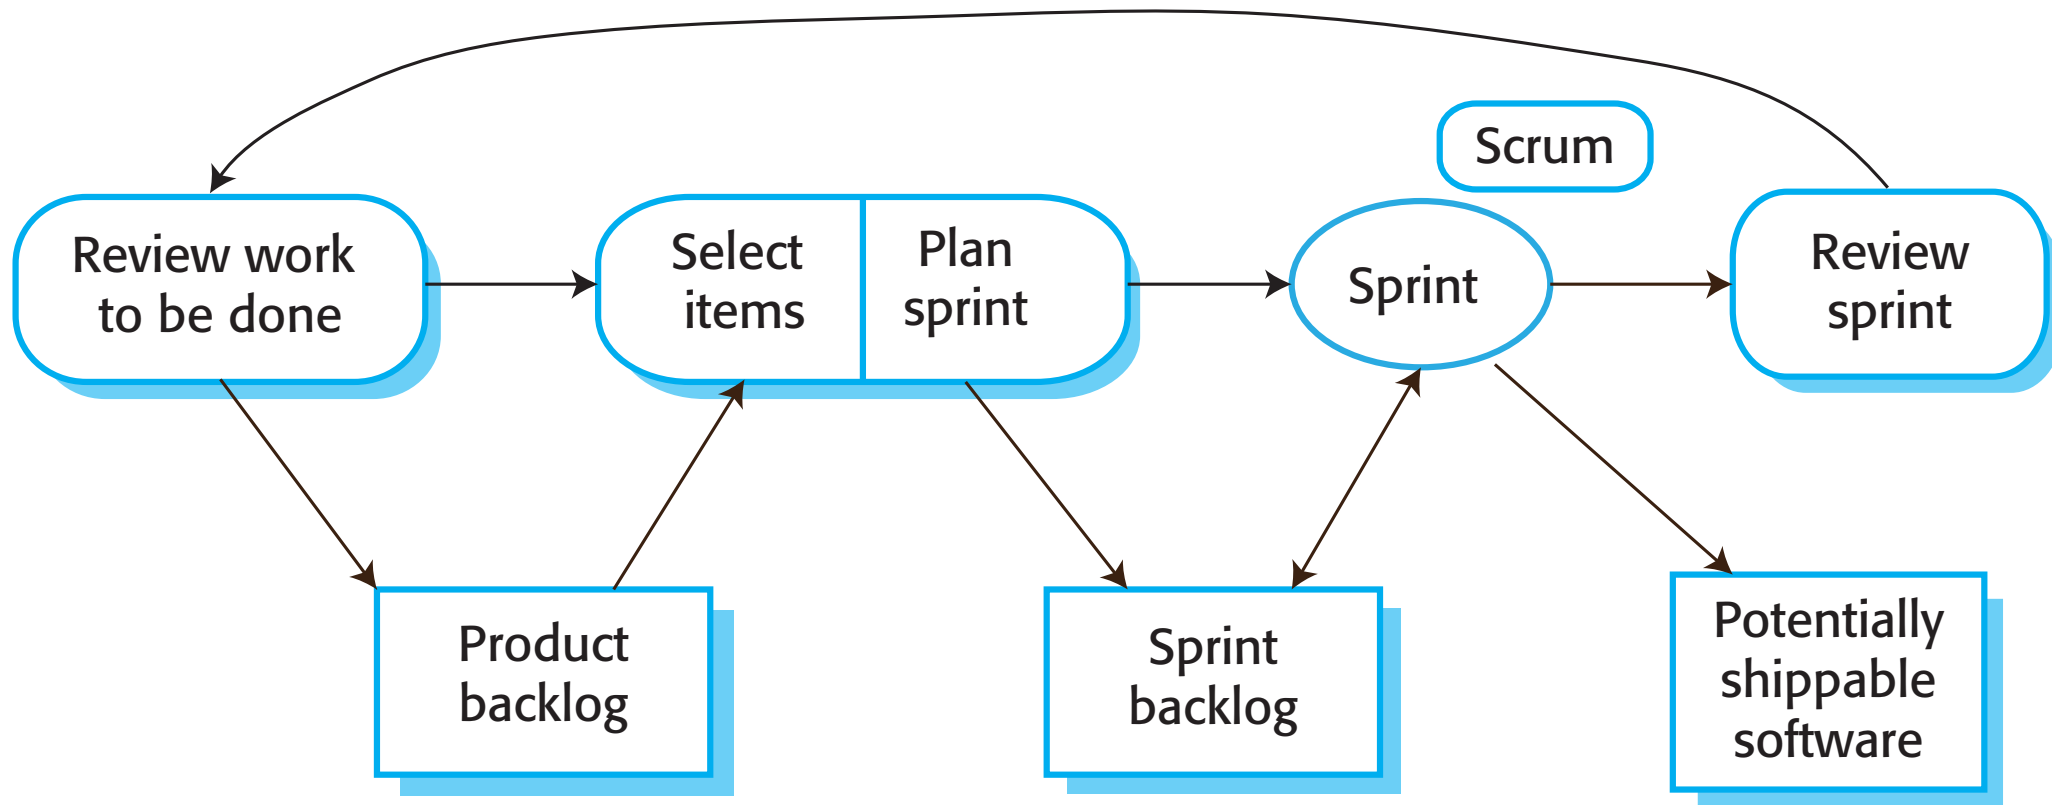 Scrum
Review work
to be done
Select
items
Plan
sprint
Sprint
Review
sprint
Product
backlog
Sprint
backlog
Potentially
shippable
software